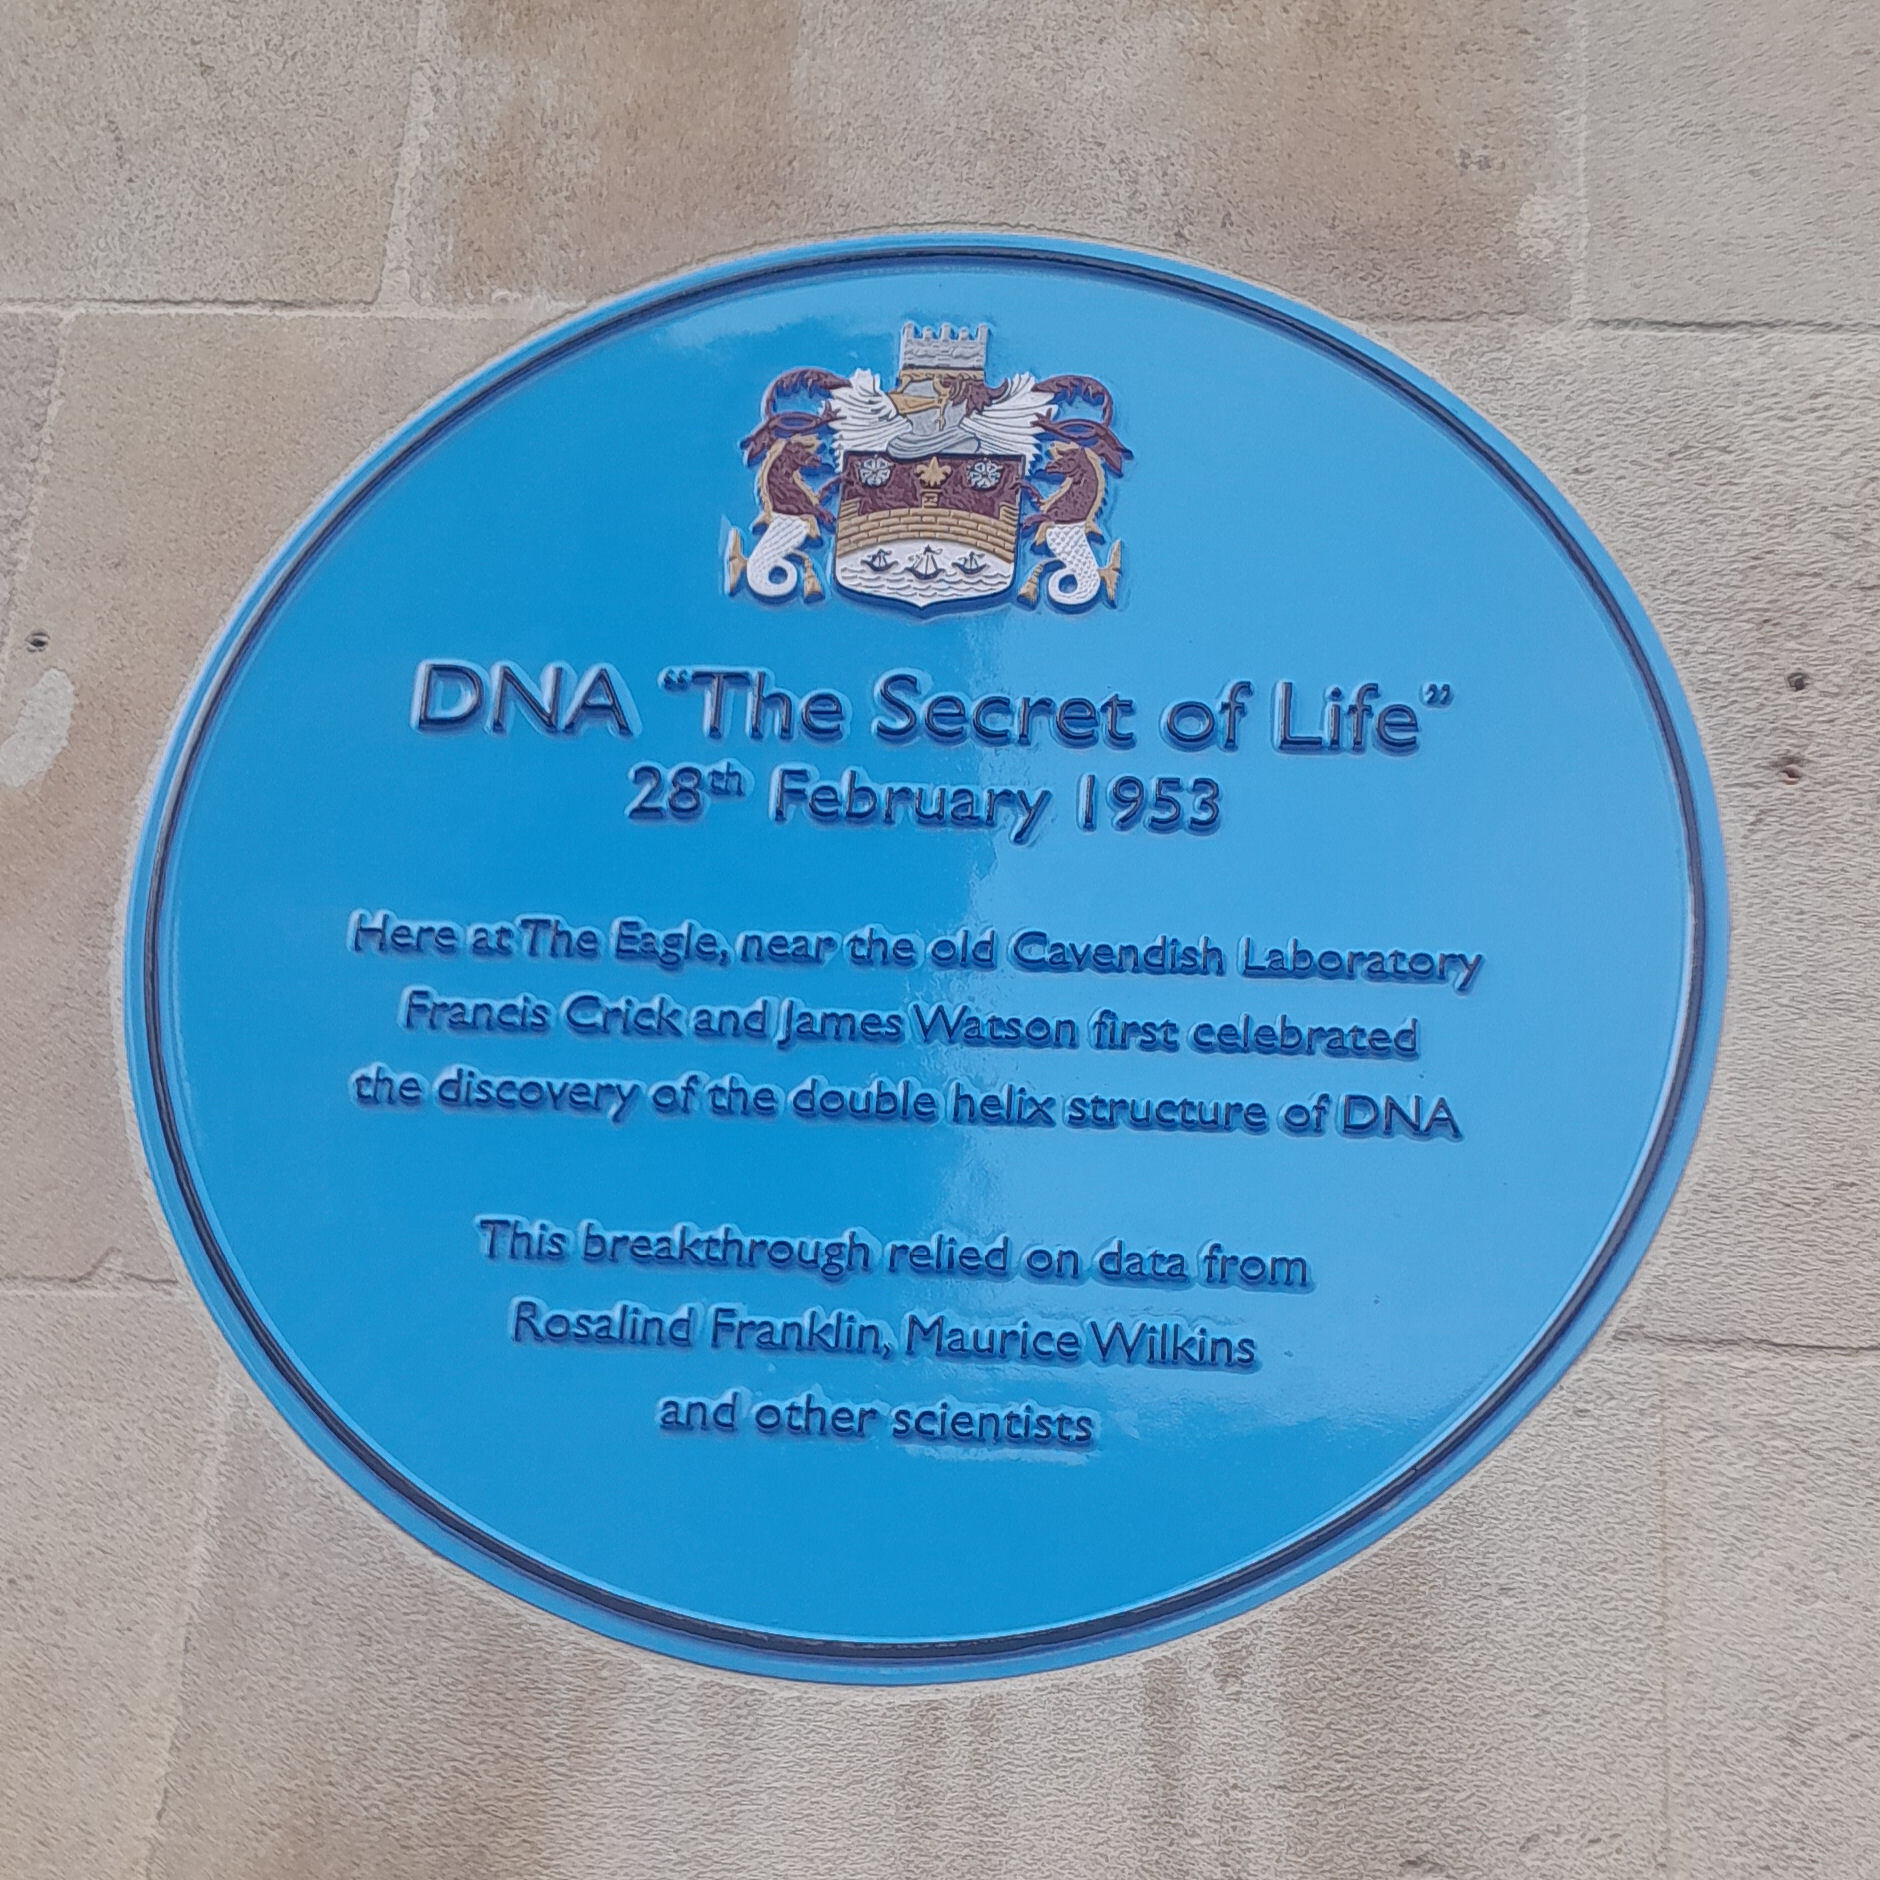 DNA “The Secret of Life”
28th February 1953
Here at The Eagle, near the old Cavendish Laboratory
Francis Crick and James Watson first celebrated
the discovery of the double helix structure of DNA
This breakthrough relied on data from
Rosalind Franklin, Maurice Wilkins
and other scientists